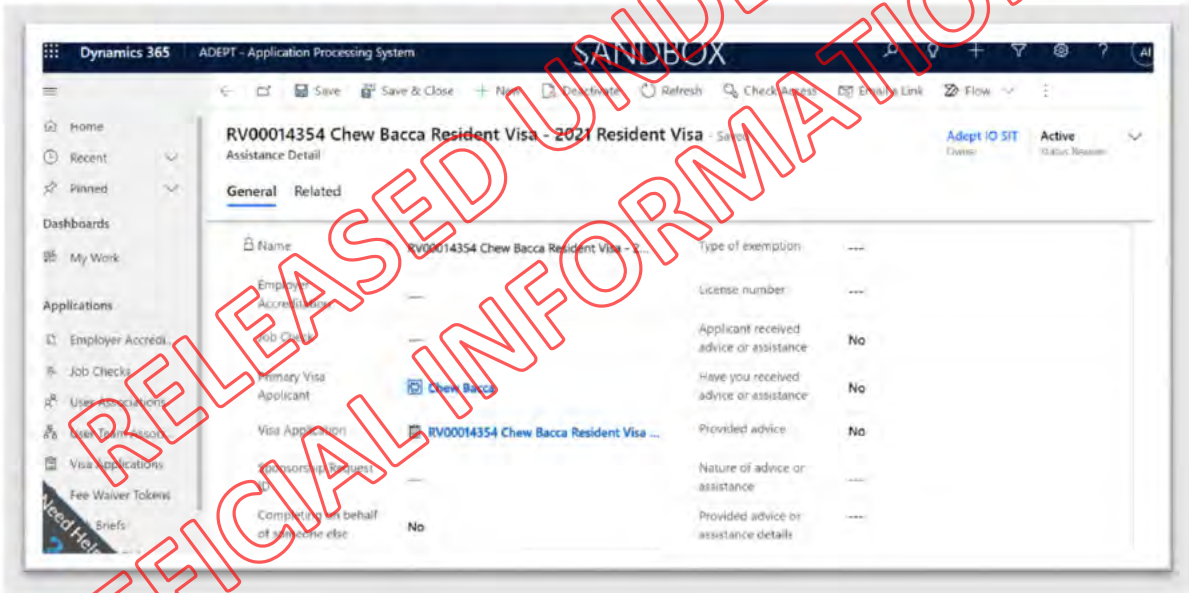 Dynamics 365 ADEPT - Application Processing System SANDBOX ? AI
Save Save & Close + New Deactivate Refresh Check Access Email a Link Flow
Home
Recent
Pinned
Dashboards
My Work
Applications
Employer Accredi...
Job Checks
User Associations
User Team Associ...
Visa Applications
Fee Waiver Tokens
Briefs
Need Help
RV00014354 Chew Bacca Resident Visa - 2021 Resident Visa - Saved
Assistance Detail
Adept IO SIT
Owner
Active
Status Reason
General Related
Name RV00014354 Chew Bacca Resident Visa - 2...
Employer Accreditation ---
Job Check ---
Primary Visa Applicant Chew Bacca
Visa Application RV00014354 Chew Bacca Resident Visa ...
Sponsorship Request ID ---
Completing on behalf of someone else No
Type of exemption ---
License number ---
Applicant received advice or assistance No
Have you received advice or assistance No
Provided advice No
Nature of advice or assistance ---
Provided advice or assistance details ---
RELEASED UND
OFFICIAL INFORMATIO